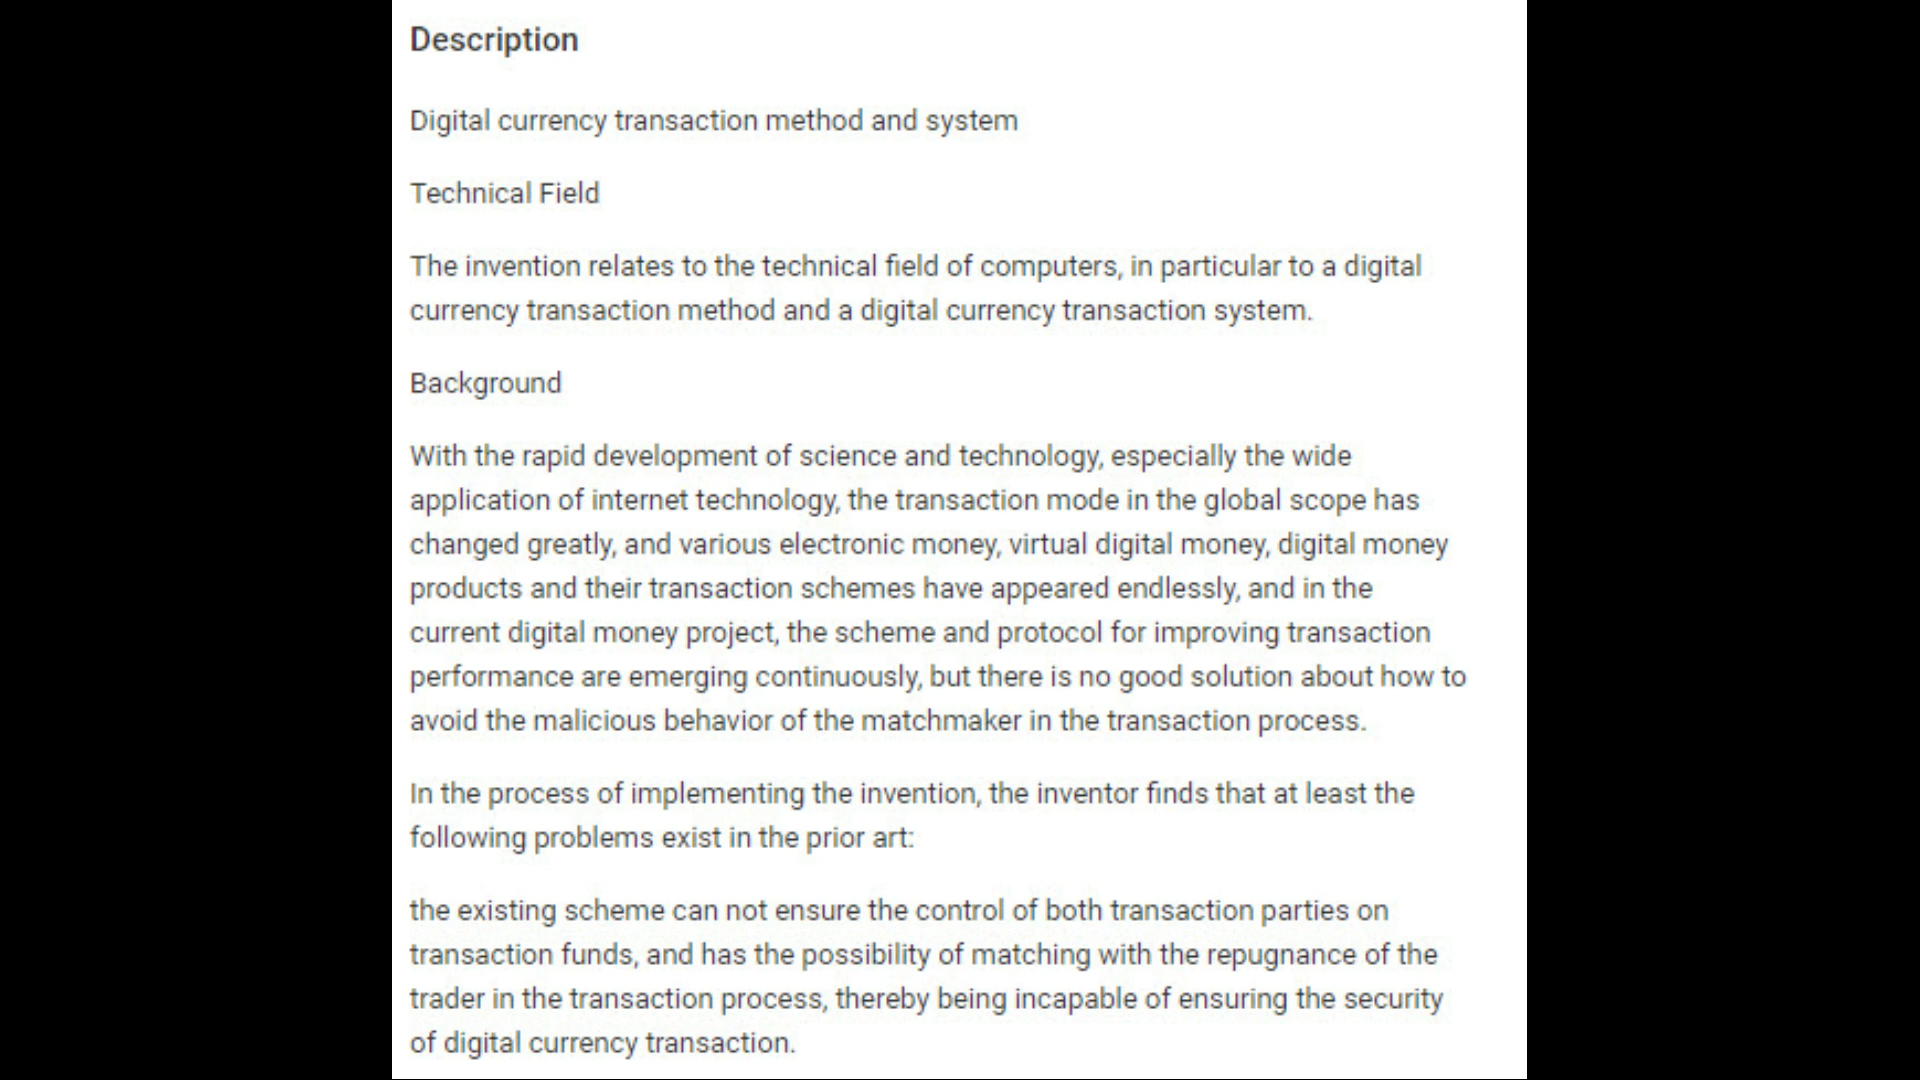 Description
Digital currency transaction method and system
Technical Field
The invention relates to the technical field of computers, in particular to a digital
currency transaction method and a digital currency transaction system.
Background
With the rapid development of science and technology, especially the wide
application of internet technology, the transaction mode in the global scope has
changed greatly, and various electronic money, virtual digital money, digital money
products and their transaction schemes have appeared endlessly, and in the
current digital money project, the scheme and protocol for improving transaction
performance are emerging continuously, but there is no good solution about how to
avoid the malicious behavior of the matchmaker in the transaction process.
In the process of implementing the invention, the inventor finds that at least the
following problems exist in the prior art:
the existing scheme can not ensure the control of both transaction parties on
transaction funds, and has the possibility of matching with the repugnance of the
trader in the transaction process, thereby being incapable of ensuring the security
of digital currency transaction.